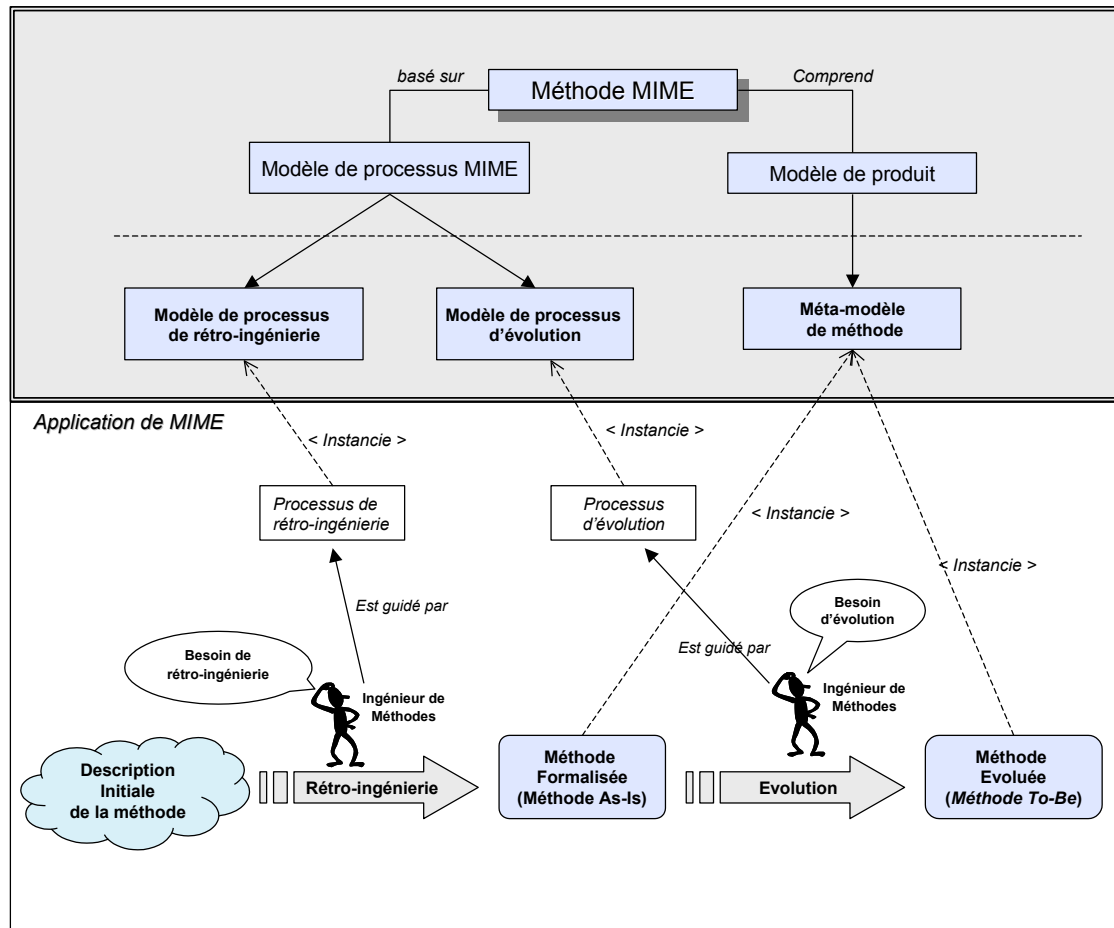 basé sur
Méthode MIME
Comprend
Modèle de processus MIME
Modèle de produit
Modèle de processus
de rétro-ingénierie
Modèle de processus
d'évolution
Méta-modèle
de méthode
Application de MIME
< Instancie >
< Instancie >
Processus de
rétro-ingénierie
Processus
d'évolution
< Instancie >
< Instancie >
Est guidé par
Besoin
d'évolution
Est guidé par
Besoin de
rétro-ingénierie
Ingénieur de
Méthodes
Ingénieur de
Méthodes
Description
Initiale
de la méthode
Rétro-ingénierie
Méthode
Formalisée
(Méthode As-Is)
Evolution
Méthode
Evoluée
(Méthode To-Be)